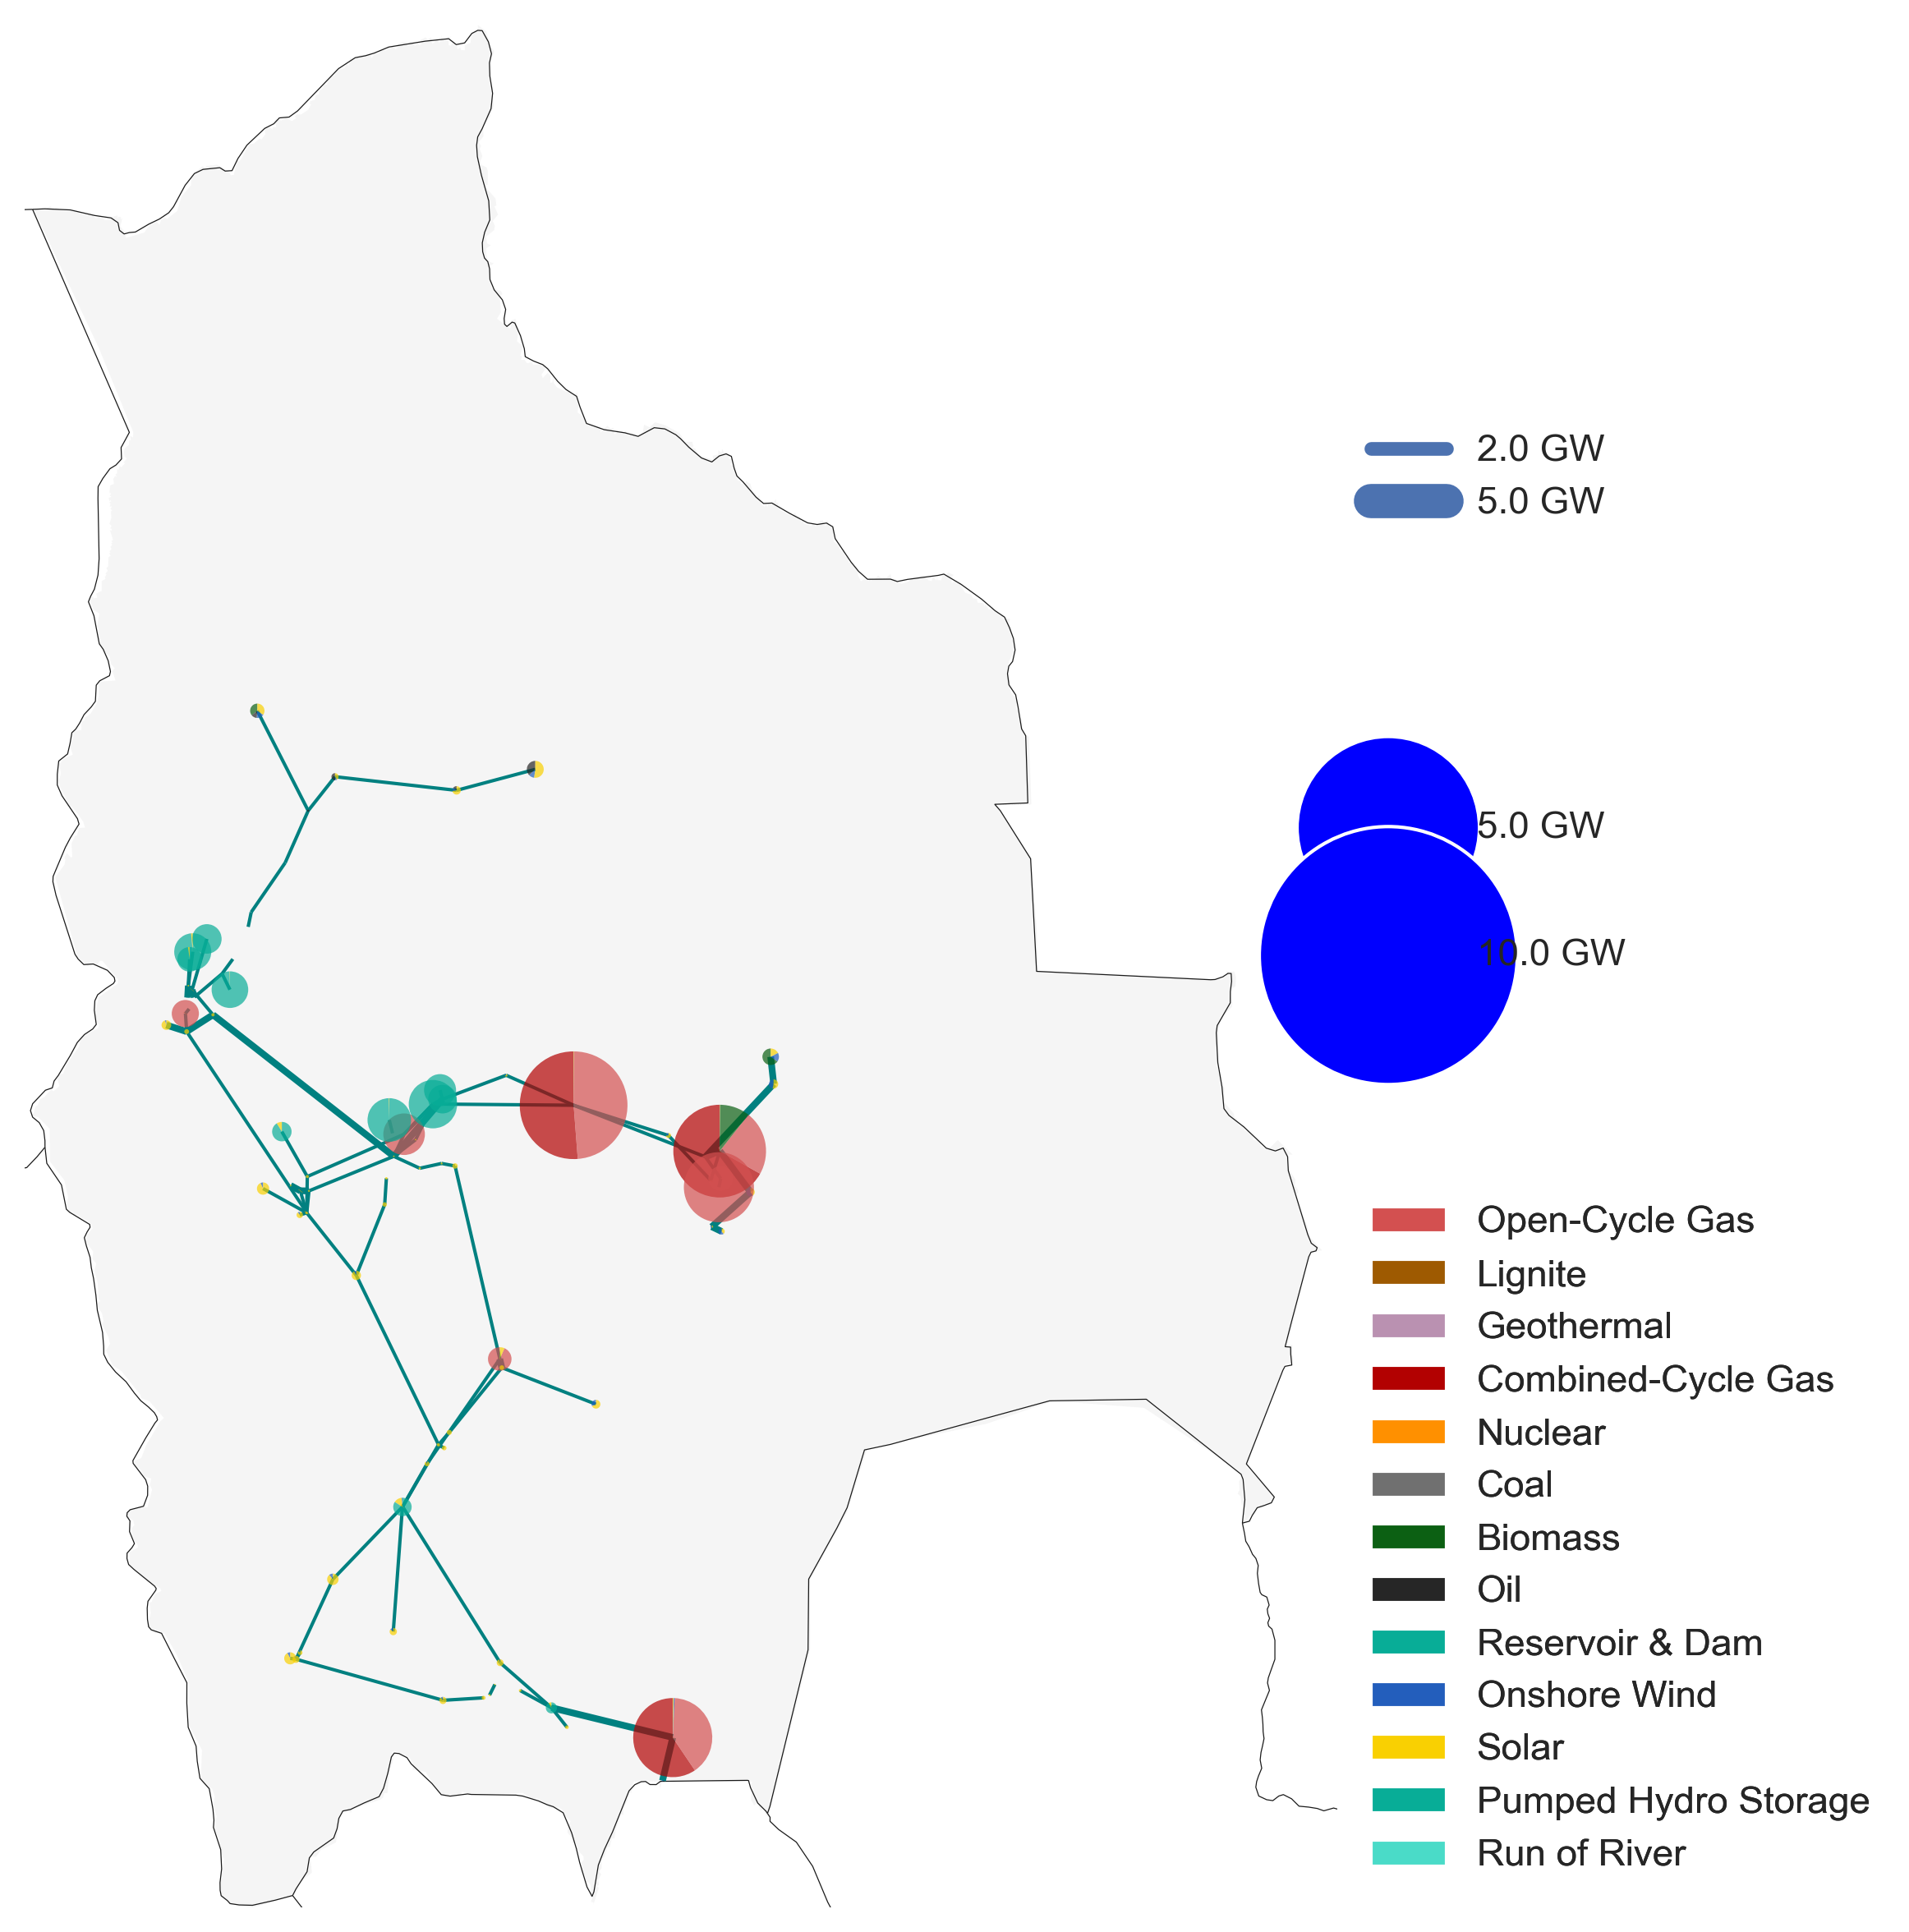 2.0 GW
5.0 GW
5.0 GW
10.0 GW
Open-Cycle Gas
Lignite
Geothermal
Combined-Cycle Gas
Nuclear
Coal
Biomass
Oil
Reservoir & Dam
Onshore Wind
Solar
Pumped Hydro Storage
Run of River